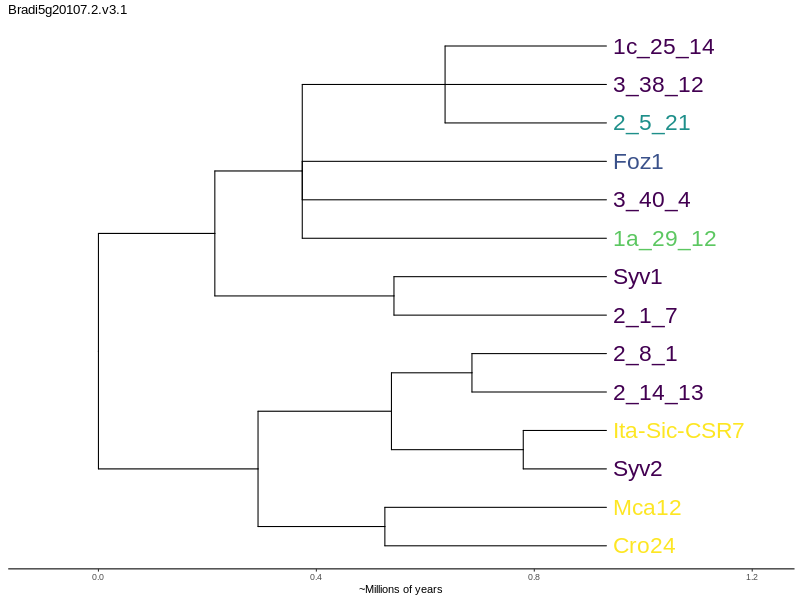 Bradi5g20107.2.v3.1
1c_25_14
3_38_12
2_5_21
Foz1
3_40_4
1a_29_12
Syv1
2_1_7
2_8_1
2_14_13
Ita-Sic-CSR7
Syv2
Mca12
Cro24
0.0 0.4 0.8 1.2
~Millions of years